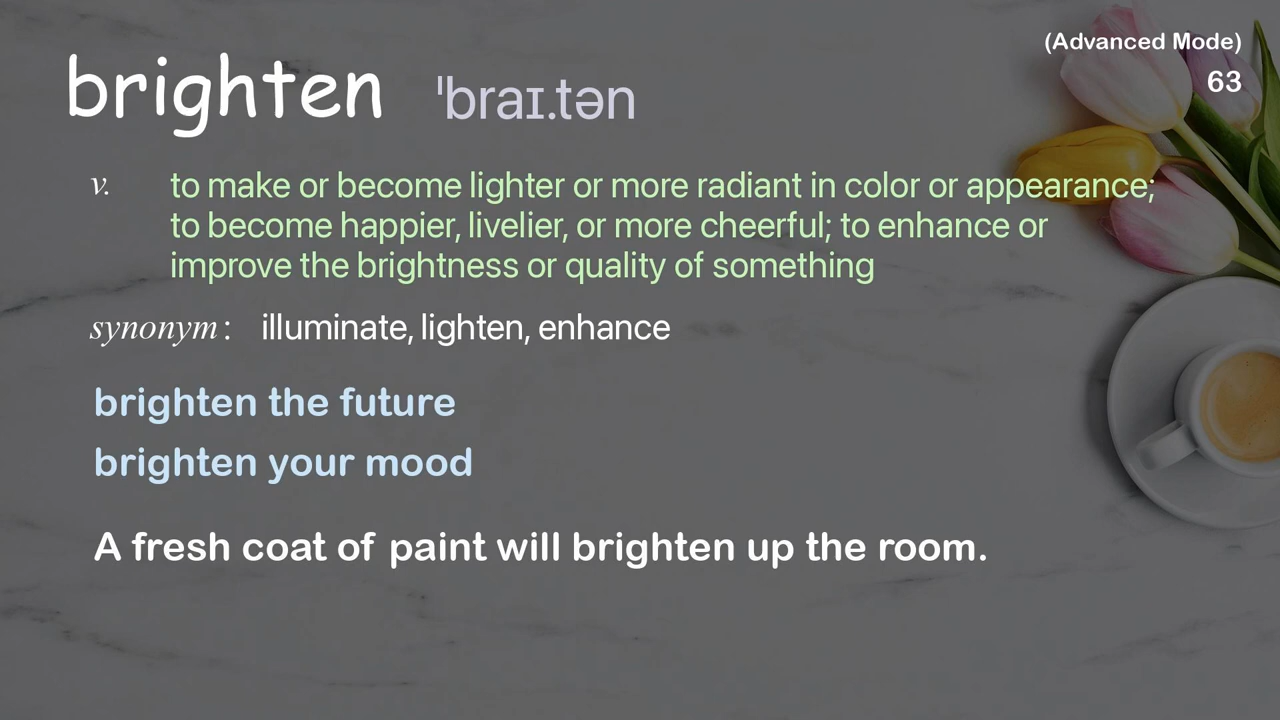 (Advanced Mode)
63
brighten ˈbraɪ.tən
v. to make or become lighter or more radiant in color or appearance;
to become happier, livelier, or more cheerful; to enhance or
improve the brightness or quality of something
synonym: illuminate, lighten, enhance
brighten the future
brighten your mood
A fresh coat of paint will brighten up the room.